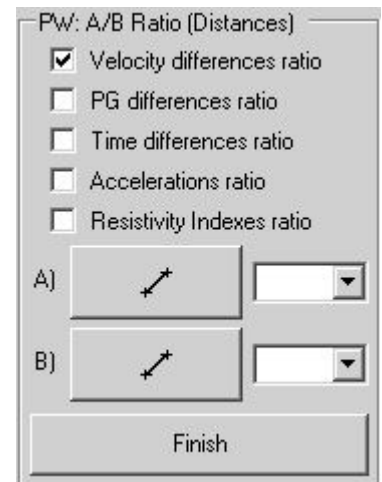 PW: A/B Ratio (Distances)
Velocity differences ratio
PG differences ratio
Time differences ratio
Accelerations ratio
Resistivity Indexes ratio
A)
B)
Finish